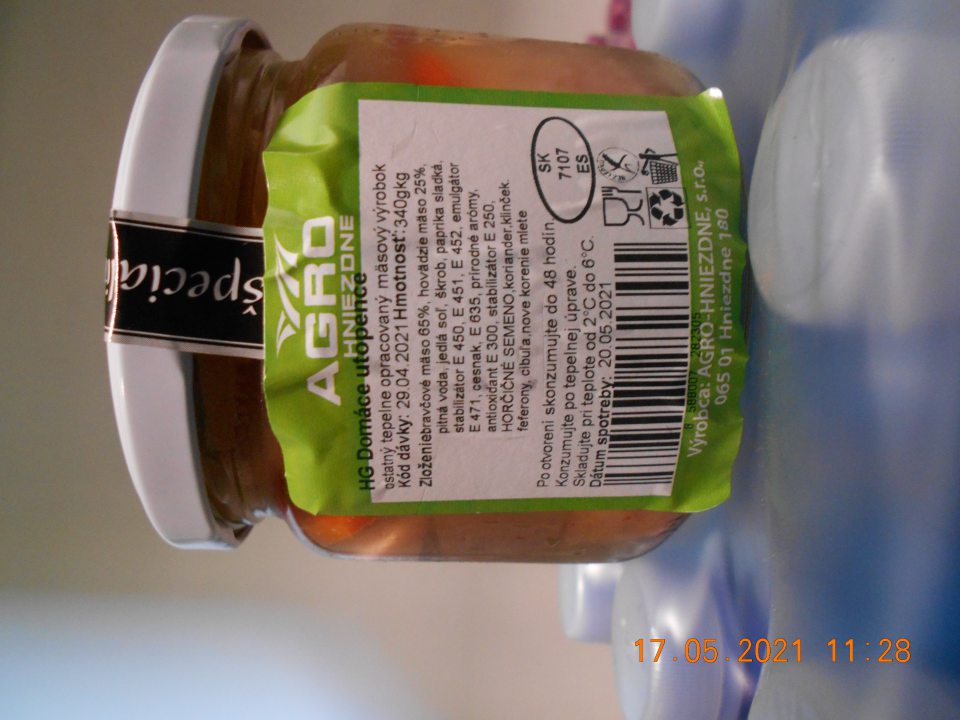 Špecial
AGRO
HNIEZDNE
HG Domáce utopence
ostatný tepelne opracovaný mäsový výrobok
Kód dávky: 29.04.2021 Hmotnosť:340gkg
Zloženiebravčové mäso 65%, hovädzie mäso 25%,
pitná voda, jedlá soľ, škrob, paprika sladká,
stabilizátor E 450, E 451, E 452, emulgátor
E 471, cesnak, E 635, prírodné arómy,
antioxidant E 300, stabilizátor E 250,
HORČIČNÉ SEMENO,koriander,klinček.
feferony, cibuľa,nove korenie mlete
Po otvorení skonzumujte do 48 hodín
Konzumujte po tepelnej úprave.
Skladujte pri teplote od 2°C do 6°C.
Dátum spotreby: 20.05.2021
SK
7107
ES
Výrobca: AGRO-HNIEZDNE, s.r.o.,
065 01 Hniezdne 180
17.05.2021 11:28